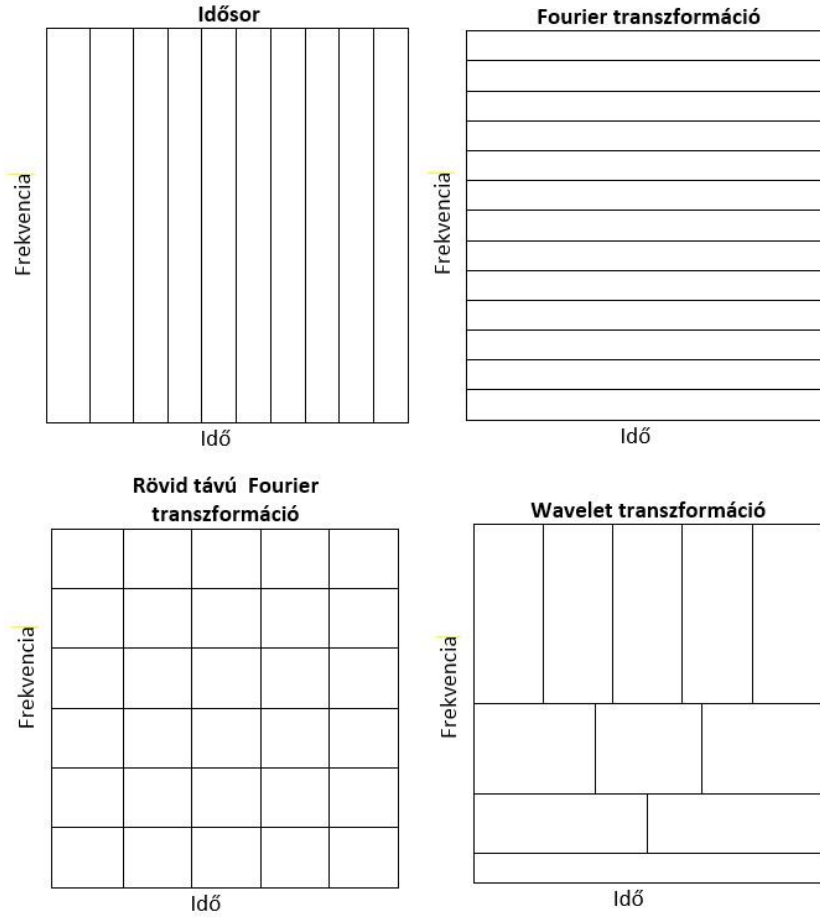 Idősor
Frekvencia
Idő
Fourier transzformáció
Frekvencia
Idő
Rövid távú Fourier
transzformáció
Frekvencia
Idő
Wavelet transzformáció
Frekvencia
Idő